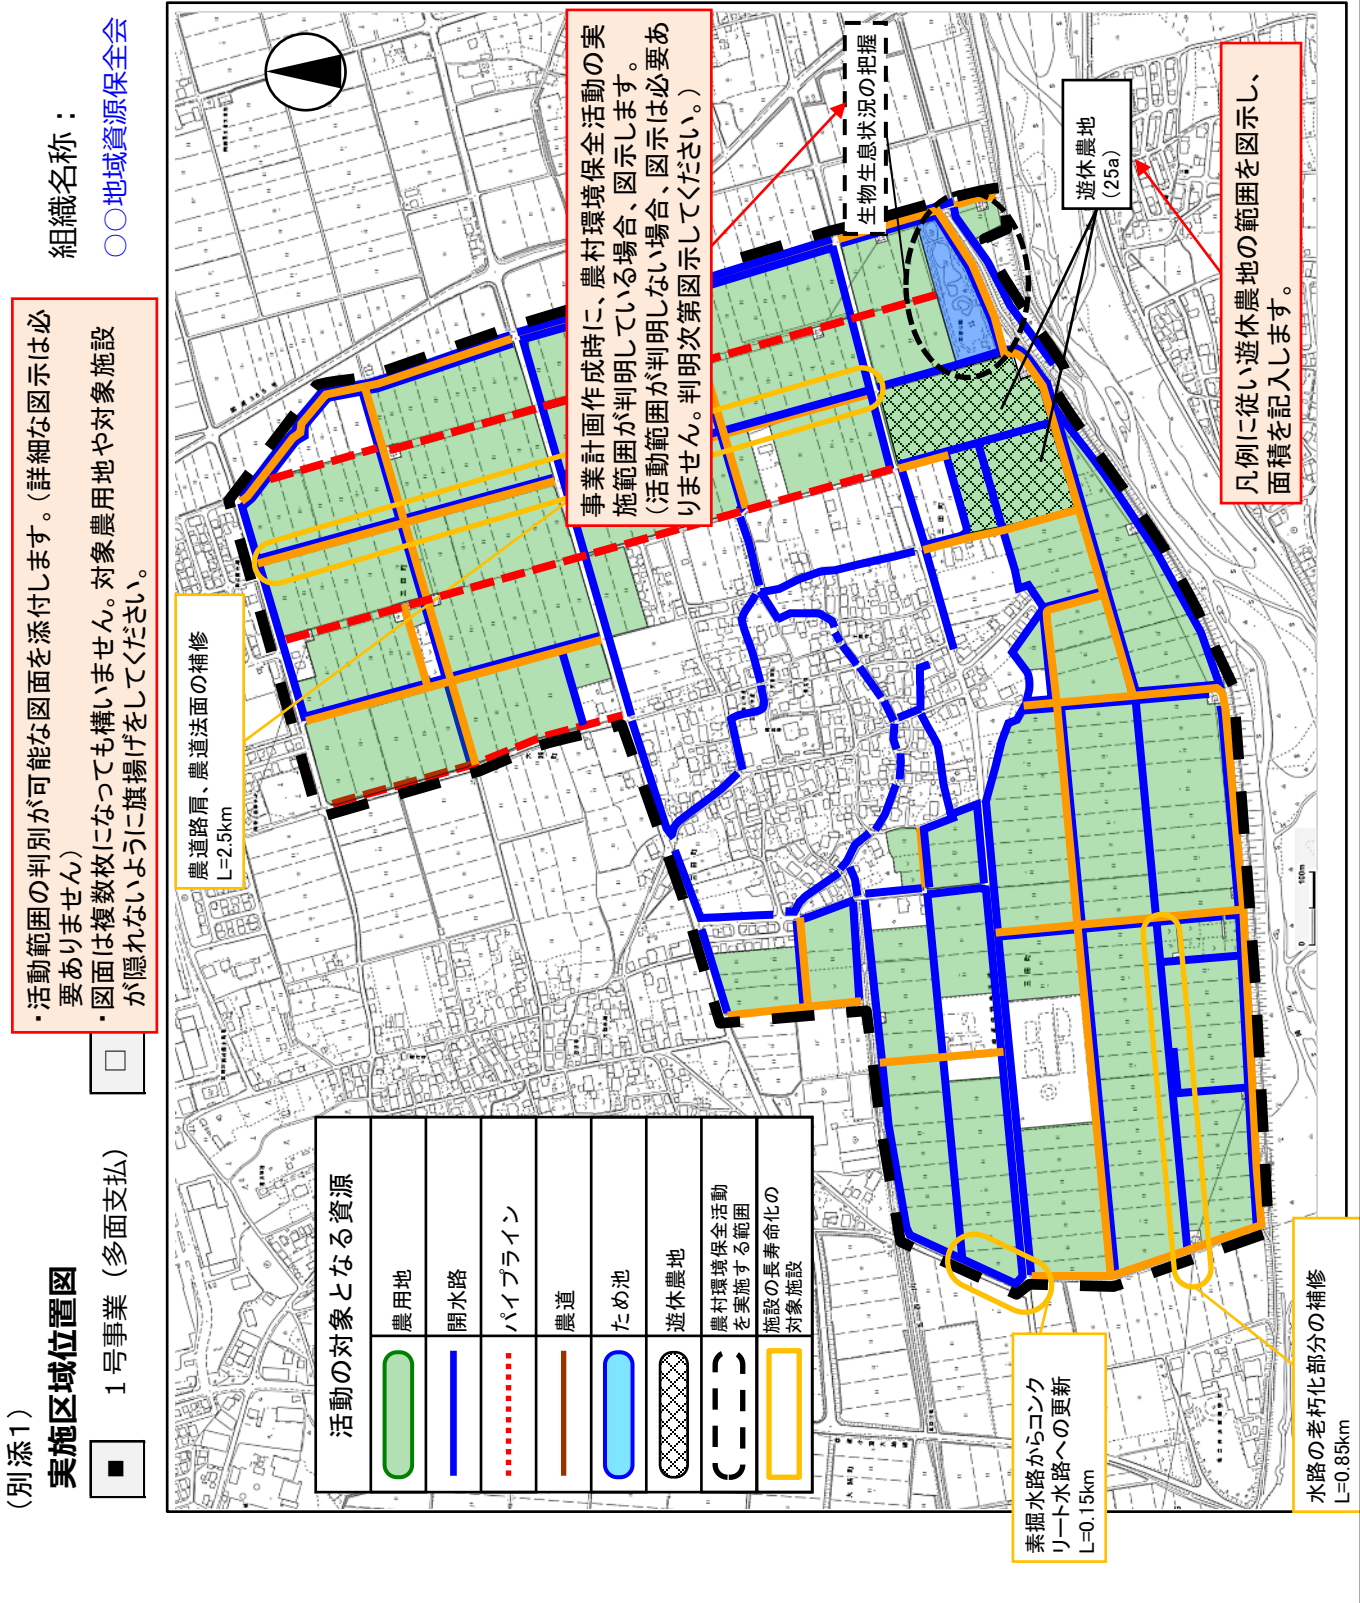 （別添１）
実施区域位置図
■
１号事業（多面支払）
□
・活動範囲の判別が可能な図面を添付します。（詳細な図示は必
要ありません）
・図面は複数枚になっても構いません。対象農用地や対象施設
が隠れないように旗揚げをしてください。
組織名称：
○○地域資源保全会
農道路肩、農道法面の補修
L=2.5km
事業計画作成時に、農村環境保全活動の実
施範囲が判明している場合、図示します。
（活動範囲が判明しない場合、図示は必要あ
りません。判明次第図示してください。）
生物生息状況の把握
遊休農地
（25a）
凡例に従い遊休農地の範囲を図示し、
面積を記入します。
活動の対象となる資源
農用地
開水路
パイプライン
農道
ため池
遊休農地
農村環境保全活動
を実施する範囲
施設の長寿命化の
対象施設
素掘水路からコンク
リート水路への更新
L=0.15km
水路の老朽化部分の補修
L=0.85km
0
100m